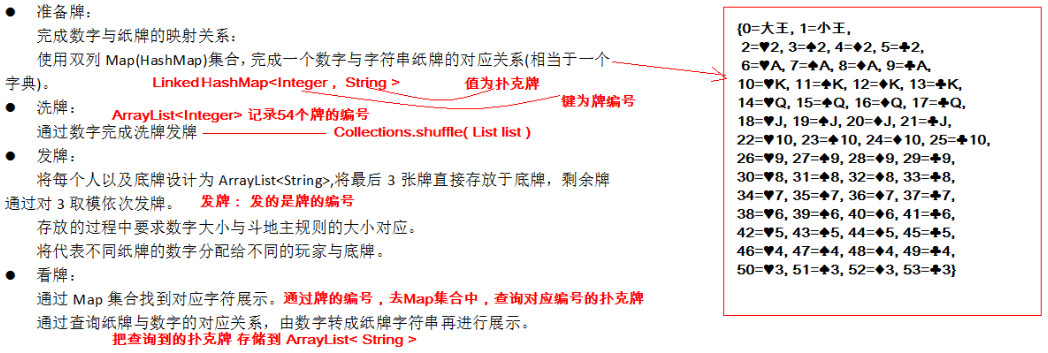 ● 准备牌：
完成数字与纸牌的映射关系：
使用双列 Map(HashMap)集合，完成一个数字与字符串纸牌的对应关系(相当于一个
字典)。
LinkedHashMap<Integer , String >
值为扑克牌
键为牌编号
● 洗牌：
ArrayList<Integer> 记录54个牌的编号
通过数字完成洗牌发牌
Collections.shuffle( List list )
● 发牌：
将每个人以及底牌设计为 ArrayList<String>,将最后 3 张牌直接存放于底牌，剩余牌
通过对 3 取模依次发牌。
发牌： 发的是牌的编号
存放的过程中要求数字大小与斗地主规则的大小对应。
将代表不同纸牌的数字分配给不同的玩家与底牌。
● 看牌：
通过 Map 集合找到对应字符展示。
通过牌的编号，去Map集合中，查询对应编号的扑克牌
通过查询纸牌与数字的对应关系，由数字转成纸牌字符串再进行展示。
把查询到的扑克牌 存储到 ArrayList< String >
{0=大王, 1=小王,
2=♥2, 3=♠2, 4=♦2, 5=♣2,
6=♥A, 7=♠A, 8=♦A, 9=♣A,
10=♥K, 11=♠K, 12=♦K, 13=♣K,
14=♥Q, 15=♠Q, 16=♦Q, 17=♣Q,
18=♥J, 19=♠J, 20=♦J, 21=♣J,
22=♥10, 23=♠10, 24=♦10, 25=♣10,
26=♥9, 27=♠9, 28=♦9, 29=♣9,
30=♥8, 31=♠8, 32=♦8, 33=♣8,
34=♥7, 35=♠7, 36=♦7, 37=♣7,
38=♥6, 39=♠6, 40=♦6, 41=♣6,
42=♥5, 43=♠5, 44=♦5, 45=♣5,
46=♥4, 47=♠4, 48=♦4, 49=♣4,
50=♥3, 51=♠3, 52=♦3, 53=♣3}